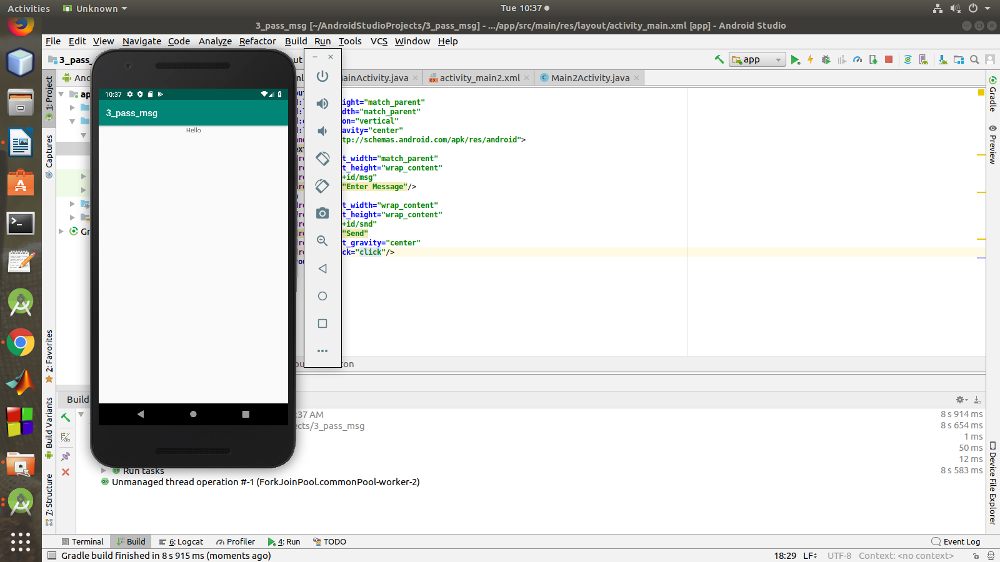 Activities
Unknown
Tue 10:37
3_pass_msg [~/AndroidStudioProjects/3_pass_msg] - .../app/src/main/res/layout/activity_main.xml [app] - Android Studio
File Edit View Navigate Code Analyze Refactor Build Run Tools VCS Window Help
3_pass_
app
MainActivity.java
activity_main2.xml
Main2Activity.java
1: Project
Captures
2: Favorites
Build Variants
7: Structure
10:37
3_pass_msg
Hello
ight="match_parent"
dth="match_parent"
on="vertical"
avity="center"
tp://schemas.android.com/apk/res/android">
t_width="match_parent"
t_height="wrap_content"
+id/msg"
"Enter Message"/>
t_width="wrap_content"
t_height="wrap_content"
+id/snd"
"Send"
t_gravity="center"
ck="click"/>
Gradle
Preview
Device File Explorer
Build
:37 AM
8 s 914 ms
cts/3_pass_msg
8 s 654 ms
1 ms
50 ms
12 ms
Run tasks
8 s 583 ms
Unmanaged thread operation #-1 (ForkJoinPool.commonPool-worker-2)
Terminal Build 6: Logcat Profiler 4: Run TODO
Event Log
Gradle build finished in 8 s 915 ms (moments ago)
18:29 LF UTF-8 Context: <no context>